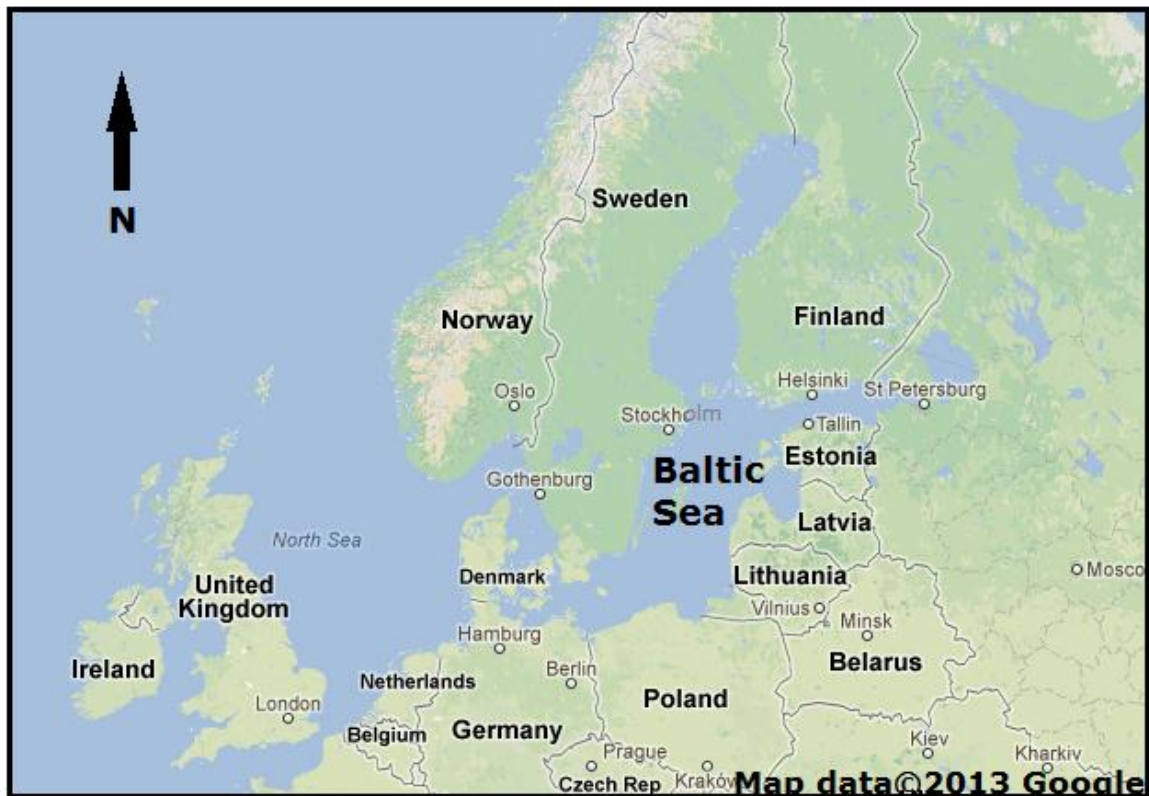 N
Sweden
Norway
Finland
Oslo
Helsinki
St Petersburg
Stockholm
Tallin
Baltic
Sea
Estonia
Gothenburg
Latvia
North Sea
Denmark
Lithuania
Mosco
United
Kingdom
Vilnius
Minsk
Hamburg
Ireland
Belarus
Netherlands
Berlin
Poland
London
Belgium
Germany
Prague
Kiev
Kharkiv
Czech Rep
Kraków
Map data©2013 Google